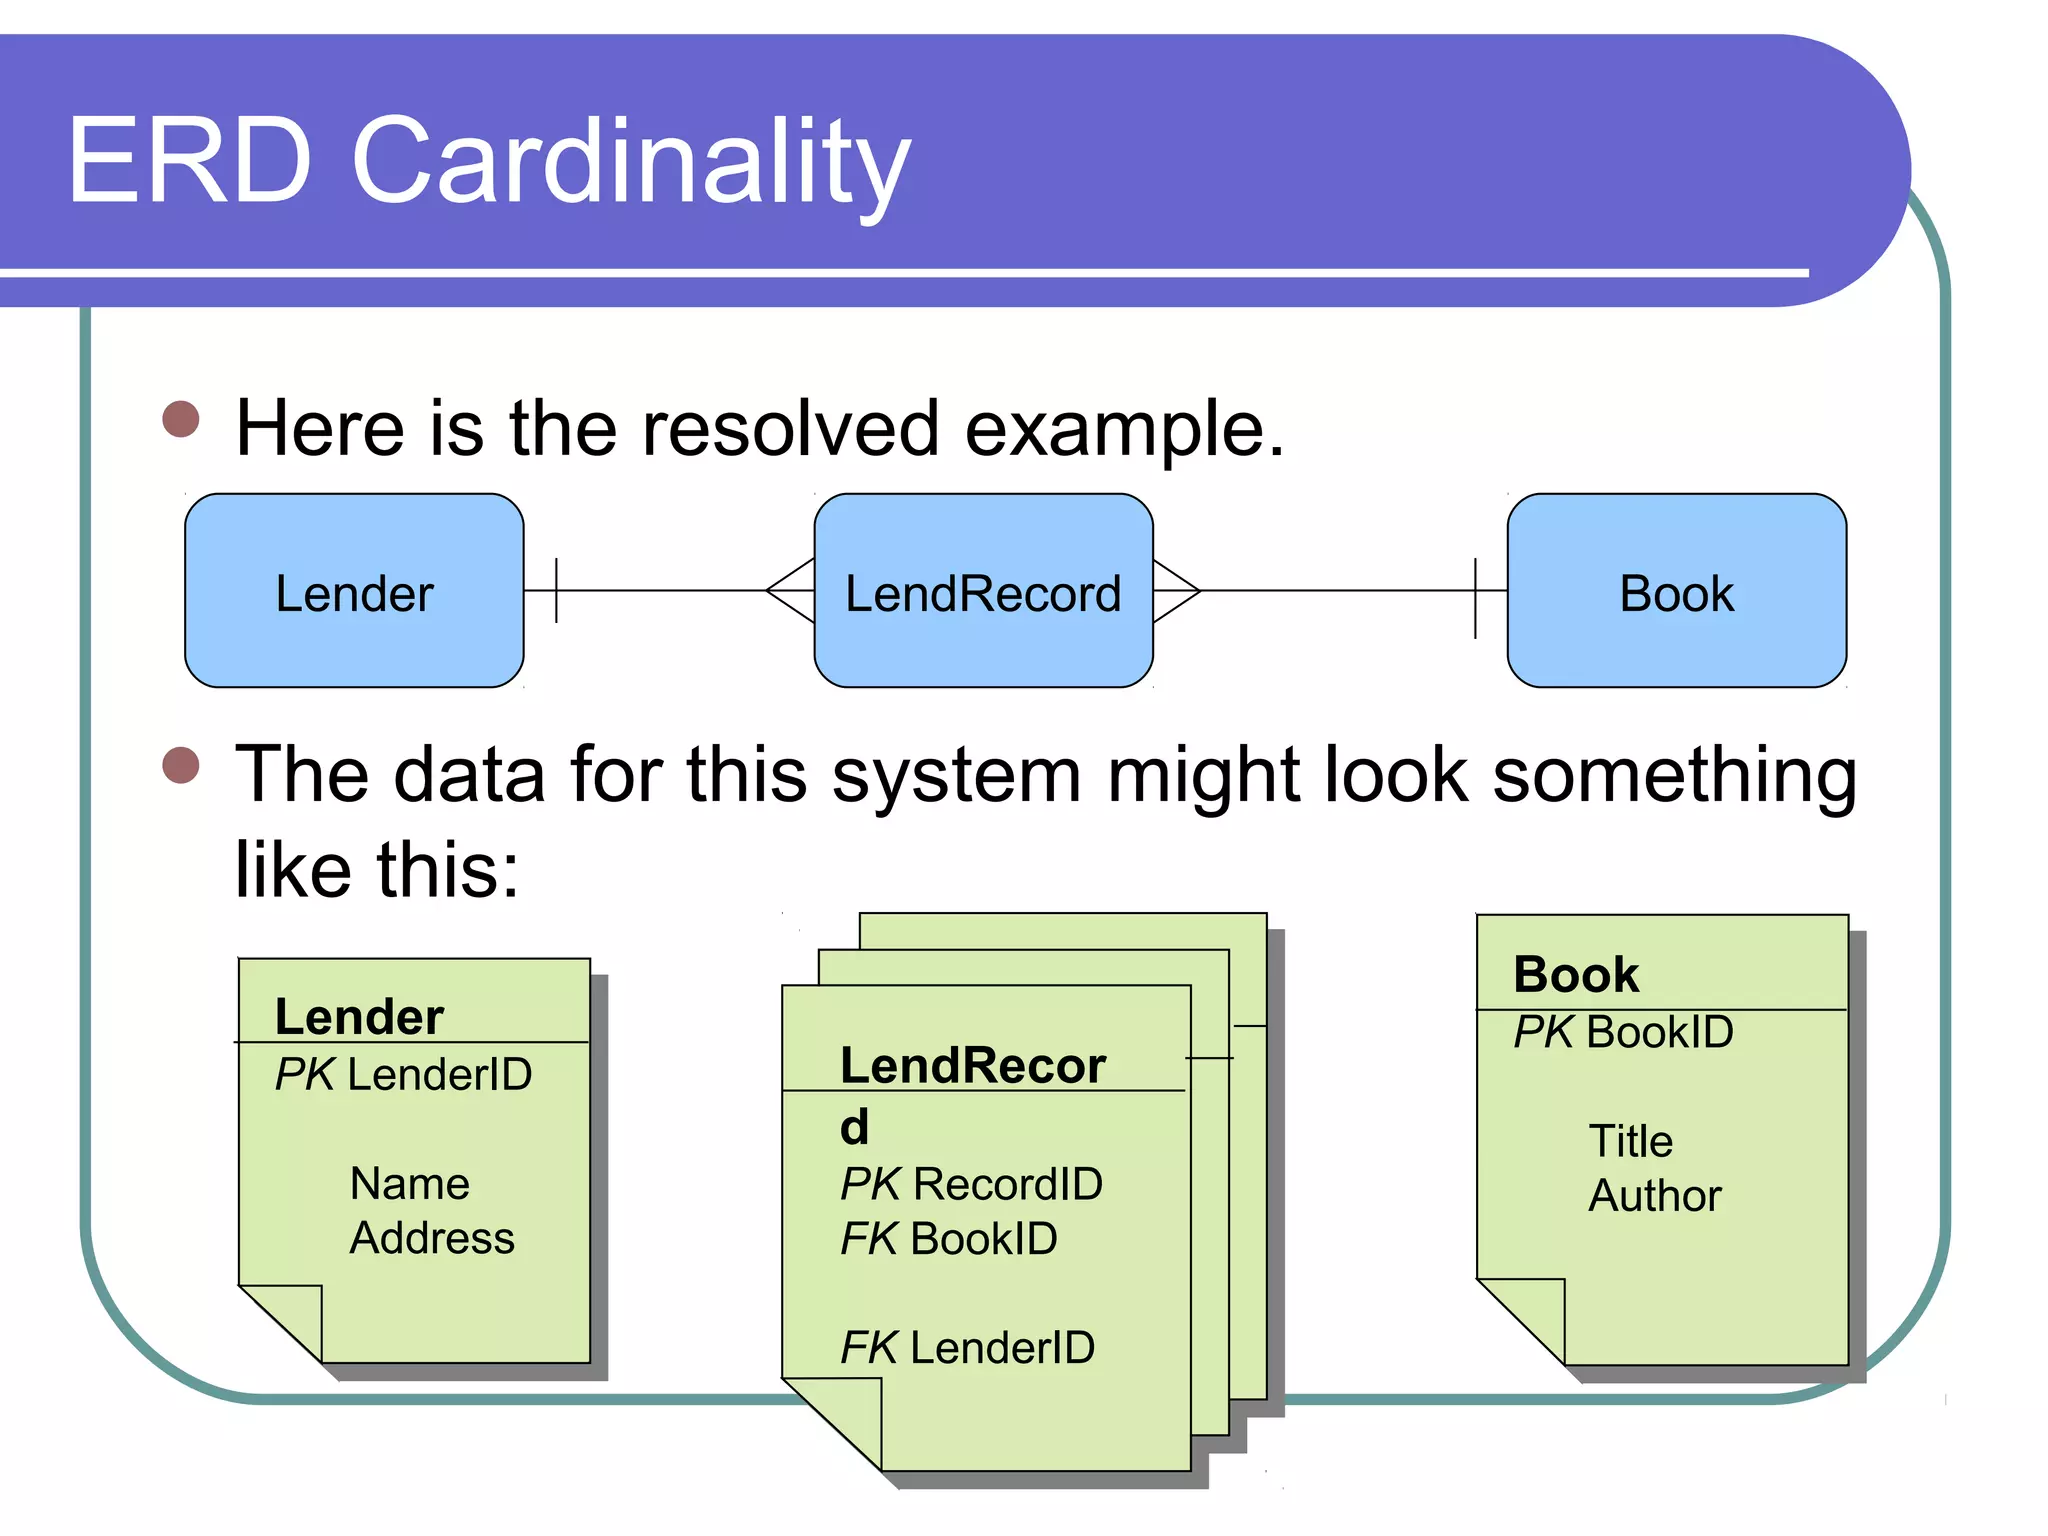 ERD Cardinality
Here is the resolved example.
Lender
LendRecord
Book
The data for this system might look something
like this:
Lender
PK LenderID
Name
Address
LendRecor
d
PK RecordID
FK BookID
FK LenderID
Book
PK BookID
Title
Author